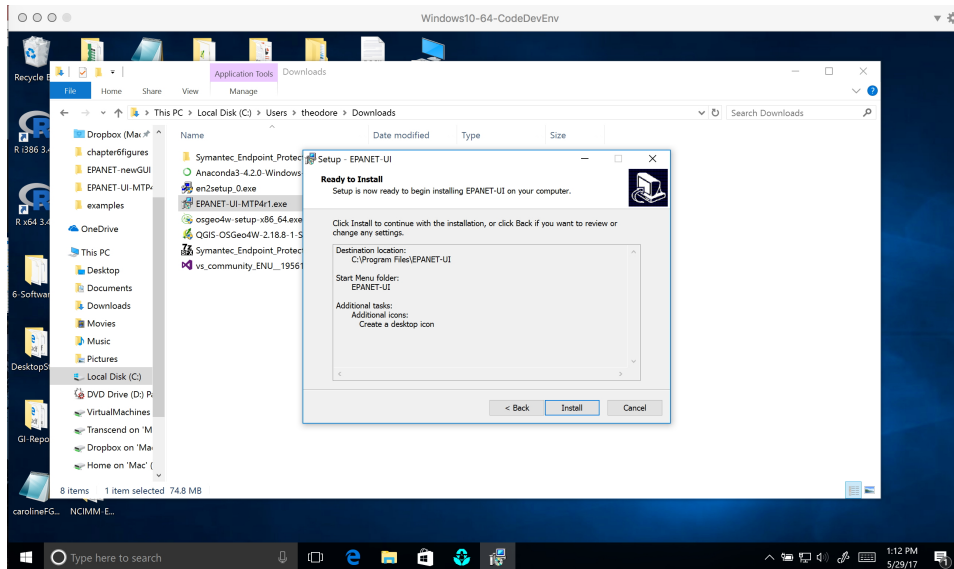 Windows10-64-CodeDevEnv
Recycle B
R i386 3.4
R x64 3.4
6-Softwar
DesktopS
GI-Repo
carolineFG...
NCIMM-E...
Application Tools
Downloads
File
Home
Share
View
Manage
This PC > Local Disk (C:) > Users > theodore > Downloads
Search Downloads
Dropbox (Mac
chapter6figures
EPANET-newGUI
EPANET-UI-MTP4
examples
OneDrive
This PC
Desktop
Documents
Downloads
Movies
Music
Pictures
Local Disk (C:)
DVD Drive (D:) Pa
VirtualMachines
Transcend on 'M
Dropbox on 'Mac
Home on 'Mac' (
Name
Date modified
Type
Size
Symantec_Endpoint_Protec
Anaconda3-4.2.0-Windows
en2setup_0.exe
EPANET-UI-MTP4r1.exe
osgeo4w-setup-x86_64.exe
QGIS-OSGeo4W-2.18.8-1-S
Symantec_Endpoint_Protec
vs_community_ENU__19561
8 items
1 item selected 74.8 MB
Setup - EPANET-UI
Ready to Install
Setup is now ready to begin installing EPANET-UI on your computer.
Click Install to continue with the installation, or click Back if you want to review or
change any settings.
Destination location:
C:\Program Files\EPANET-UI
Start Menu folder:
EPANET-UI
Additional tasks:
Additional icons:
Create a desktop icon
< Back
Install
Cancel
Type here to search
1:12 PM
5/29/17